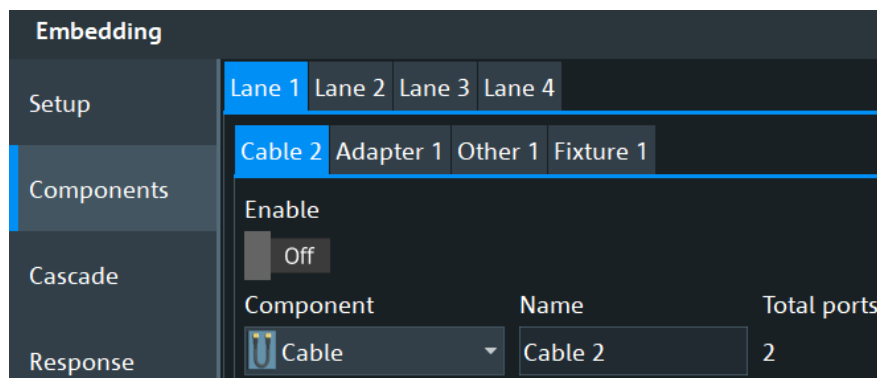 Embedding
Setup
Components
Cascade
Response
Lane 1 Lane 2 Lane 3 Lane 4
Cable 2 Adapter 1 Other 1 Fixture 1
Enable
Off
Component Name Total ports
Cable Cable 2 2